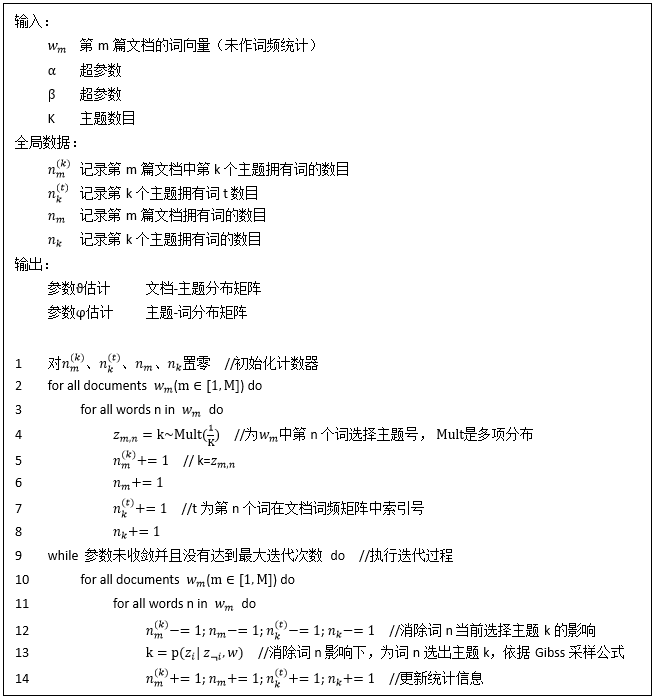 输入：
w_m 第 m 篇文档的词向量（未作词频统计）
α 超参数
β 超参数
K 主题数目
全局数据：
n_m^(k) 记录第 m 篇文档中第 k 个主题拥有词的数目
n_k^(t) 记录第 k 个主题拥有词 t 数目
n_m 记录第 m 篇文档拥有词的数目
n_k 记录第 k 个主题拥有词的数目
输出：
参数ϑ估计 文档-主题分布矩阵
参数φ估计 主题-词分布矩阵
1 对n_m^(k)、n_k^(t)、n_m、n_k置零 //初始化计数器
2 for all documents w_m(m ∈ [1, M]) do
3 for all words n in w_m do
4 z_{m,n} = k~Mult(1/K) //为w_m中第 n 个词选择主题号， Mult是多项分布
5 n_m^(k)+= 1 // k=z_{m,n}
6 n_m+= 1
7 n_k^(t)+= 1 //t 为第 n 个词在文档词频矩阵中索引号
8 n_k+= 1
9 while 参数未收敛并且没有达到最大迭代次数 do //执行迭代过程
10 for all documents w_m(m ∈ [1, M]) do
11 for all words n in w_m do
12 n_m^(k)−= 1; n_m−= 1; n_k^(t)−= 1; n_k−= 1 //消除词 n 当前选择主题 k 的影响
13 k = p(z_i| z_{¬i}, w) //消除词 n 影响下，为词 n 选出主题 k，依据 Gibss 采样公式
14 n_m^(k)+= 1; n_m+= 1; n_k^(t)+= 1; n_k+= 1 //更新统计信息